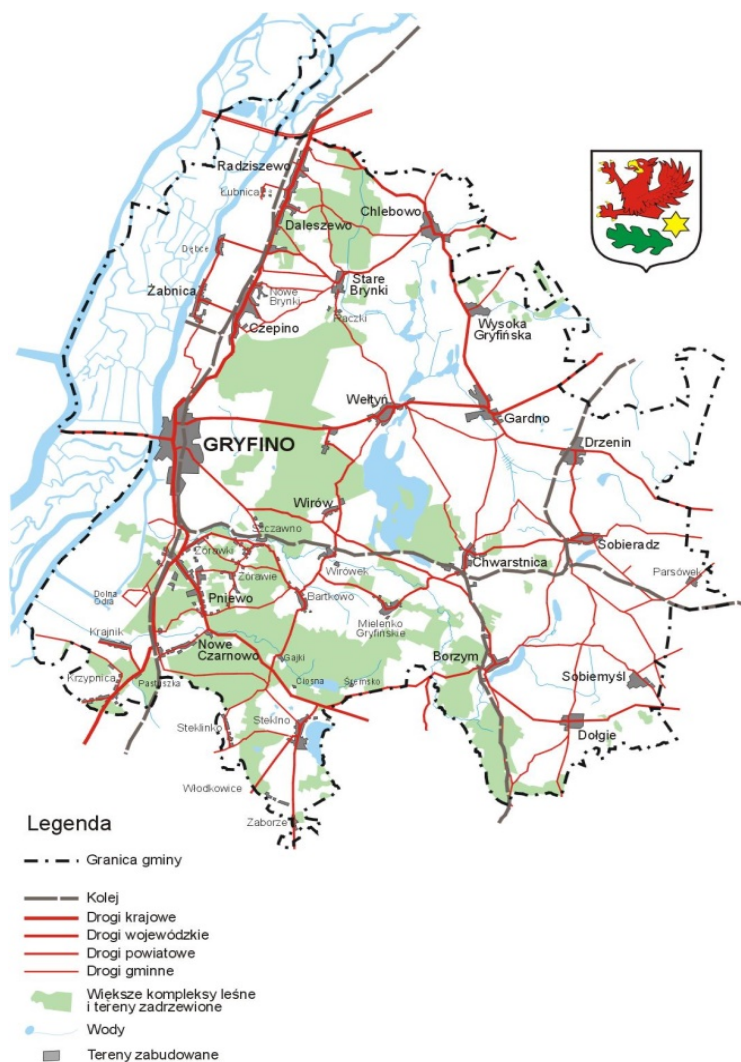 Radziszewo
Łubnica
Chlebowo
Daleszewo
Dębce
Stare
Brynki
Żabnica
Nowe
Brynki
Raczki
Wysoka
Gryfińska
Czepino
Wełtyń
Gardno
GRYFINO
Drzenin
Wirów
Szczawno
Sobieradz
Żórawki
Chwarstnica
Wirówek
Żórawie
Parsówek
Dolna
Odra
Pniewo
Bartkowo
Mielenko
Gryfińskie
Krajnik
Nowe
Czarnowo
Borzym
Gajki
Krzypnica
Pastuszka
Ciosna
Śremsko
Sobiemyśl
Steklinko
Steklno
Dołgie
Włodkowice
Zaborze
Legenda
Granica gminy
Kolej
Drogi krajowe
Drogi wojewódzkie
Drogi powiatowe
Drogi gminne
Większe kompleksy leśne
i tereny zadrzewione
Wody
Tereny zabudowane